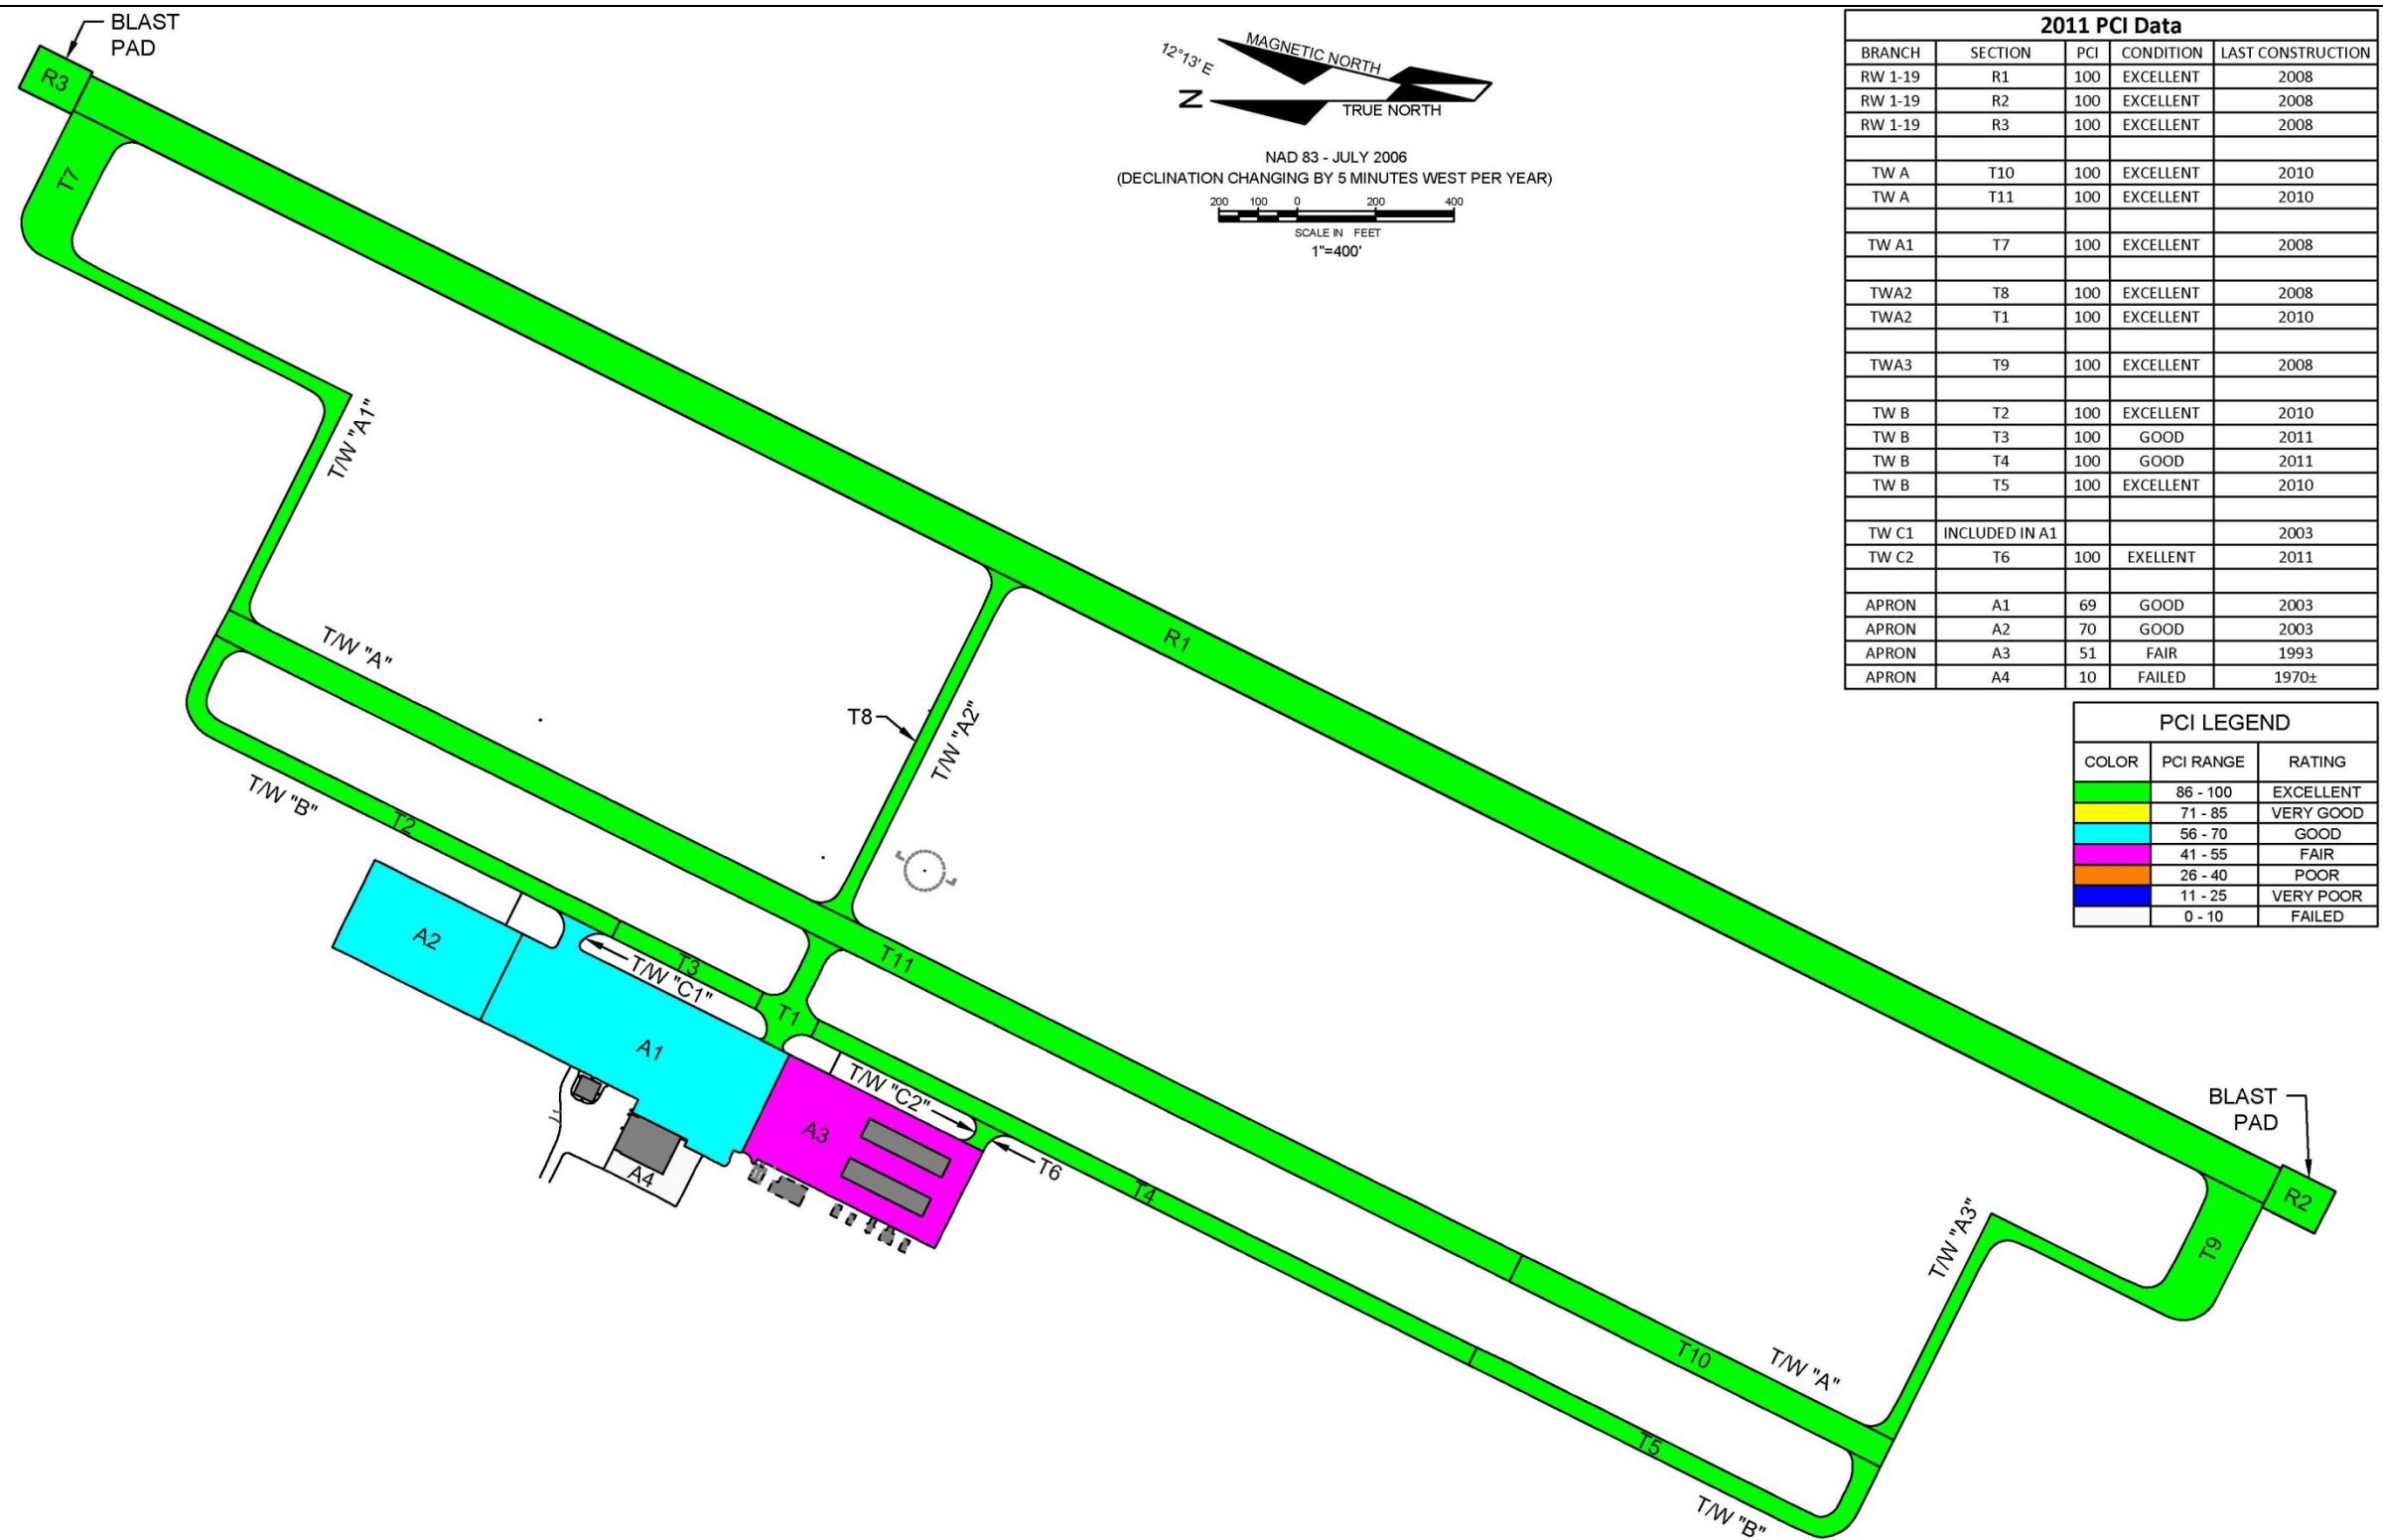 BLAST
PAD
R3
T7
T/W "A1"
12°13' E
MAGNETIC NORTH
N
TRUE NORTH
NAD 83 - JULY 2006
(DECLINATION CHANGING BY 5 MINUTES WEST PER YEAR)
200 100 0 200 400
SCALE IN FEET
1"=400'
2011 PCI Data
BRANCH SECTION PCI CONDITION LAST CONSTRUCTION
RW 1-19 R1 100 EXCELLENT 2008
RW 1-19 R2 100 EXCELLENT 2008
RW 1-19 R3 100 EXCELLENT 2008
TW A T10 100 EXCELLENT 2010
TW A T11 100 EXCELLENT 2010
TW A1 T7 100 EXCELLENT 2008
TWA2 T8 100 EXCELLENT 2008
TWA2 T1 100 EXCELLENT 2010
TWA3 T9 100 EXCELLENT 2008
TW B T2 100 EXCELLENT 2010
TW B T3 100 GOOD 2011
TW B T4 100 GOOD 2011
TW B T5 100 EXCELLENT 2010
TW C1 INCLUDED IN A1 2003
TW C2 T6 100 EXELLENT 2011
APRON A1 69 GOOD 2003
APRON A2 70 GOOD 2003
APRON A3 51 FAIR 1993
APRON A4 10 FAILED 1970±
PCI LEGEND
COLOR PCI RANGE RATING
86 - 100 EXCELLENT
71 - 85 VERY GOOD
56 - 70 GOOD
41 - 55 FAIR
26 - 40 POOR
11 - 25 VERY POOR
0 - 10 FAILED
R1
T/W "A"
T8
T/W "A2"
T/W "B"
T2
A2
T11
T3
T/W "C1"
T1
A1
T/W "C2"
A3
A4
T6
T4
BLAST
PAD
R2
T/W "A3"
T9
T10
T/W "A"
T5
T/W "B"